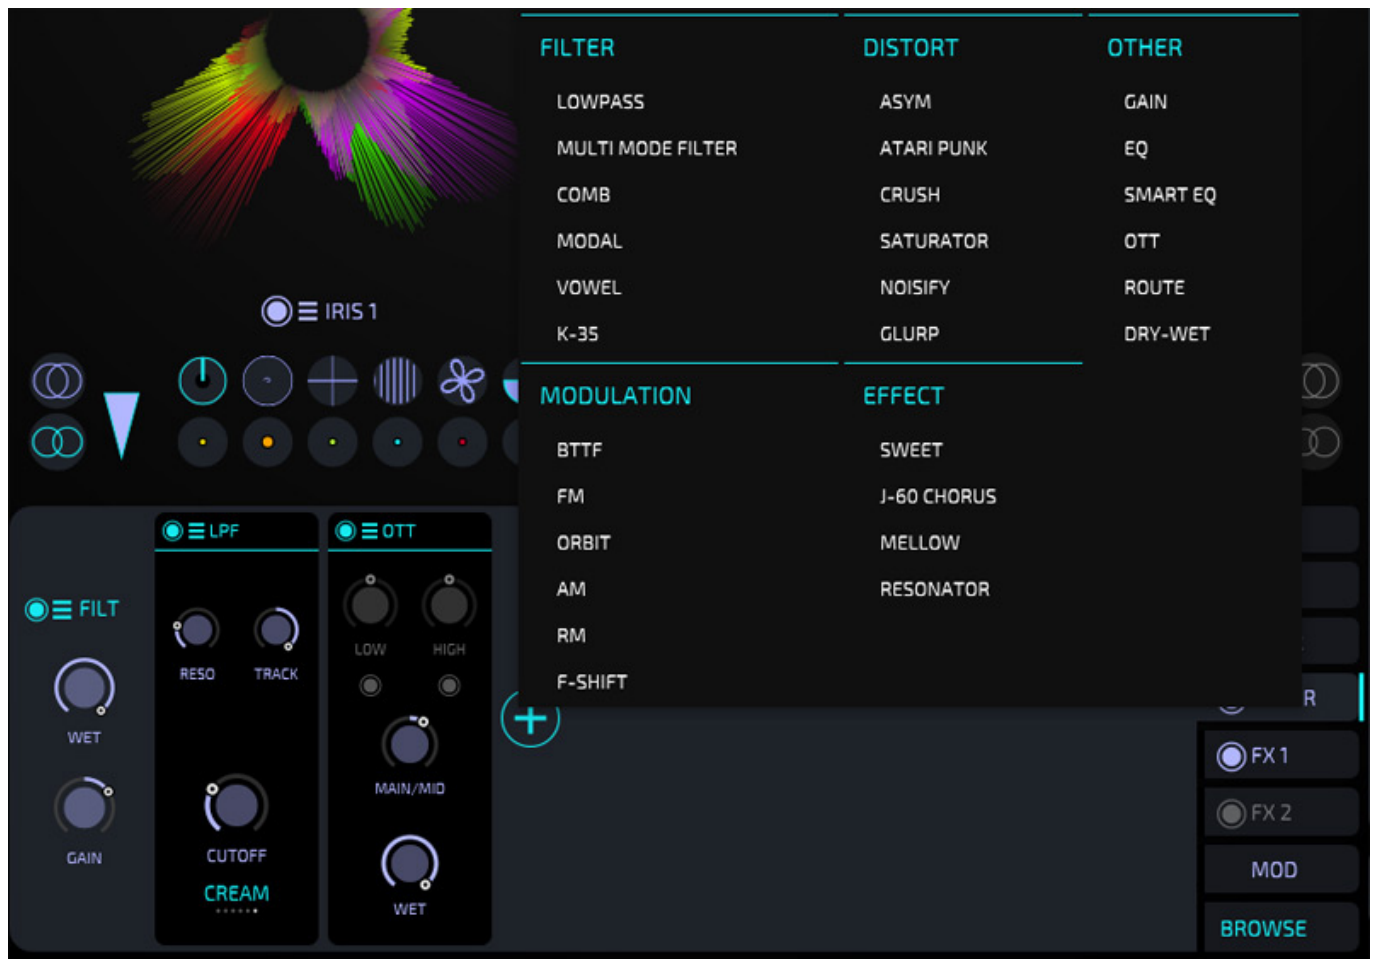 FILTER
LOWPASS
MULTI MODE FILTER
COMB
MODAL
VOWEL
K-35
DISTORT
ASYM
ATARI PUNK
CRUSH
SATURATOR
NOISIFY
GLURP
OTHER
GAIN
EQ
SMART EQ
OTT
ROUTE
DRY-WET
MODULATION
BTTF
FM
ORBIT
AM
RM
F-SHIFT
EFFECT
SWEET
J-60 CHORUS
MELLOW
RESONATOR
IRIS 1
FILT
WET
GAIN
LPF
RESO
TRACK
CUTOFF
CREAM
OTT
LOW
HIGH
MAIN/MID
WET
R
FX 1
FX 2
MOD
BROWSE